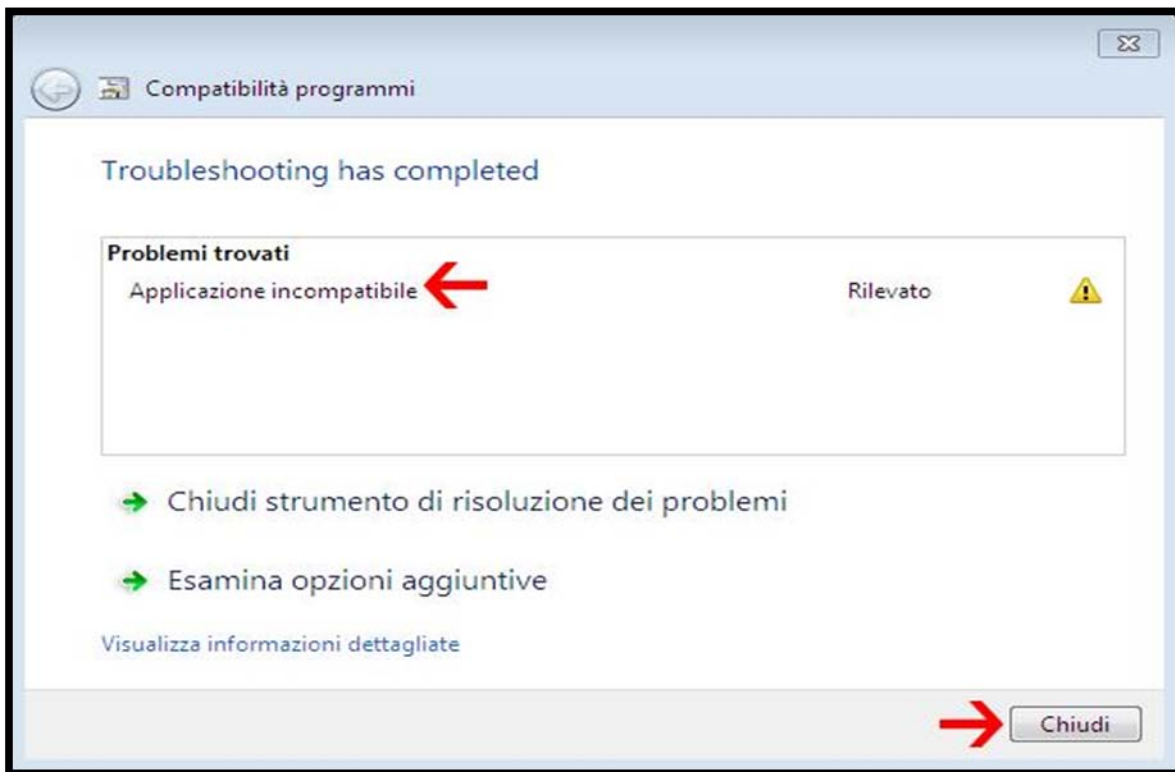 Compatibilità programmi
Troubleshooting has completed
Problemi trovati
Applicazione incompatibile Rilevato
Chiudi strumento di risoluzione dei problemi
Esamina opzioni aggiuntive
Visualizza informazioni dettagliate
Chiudi